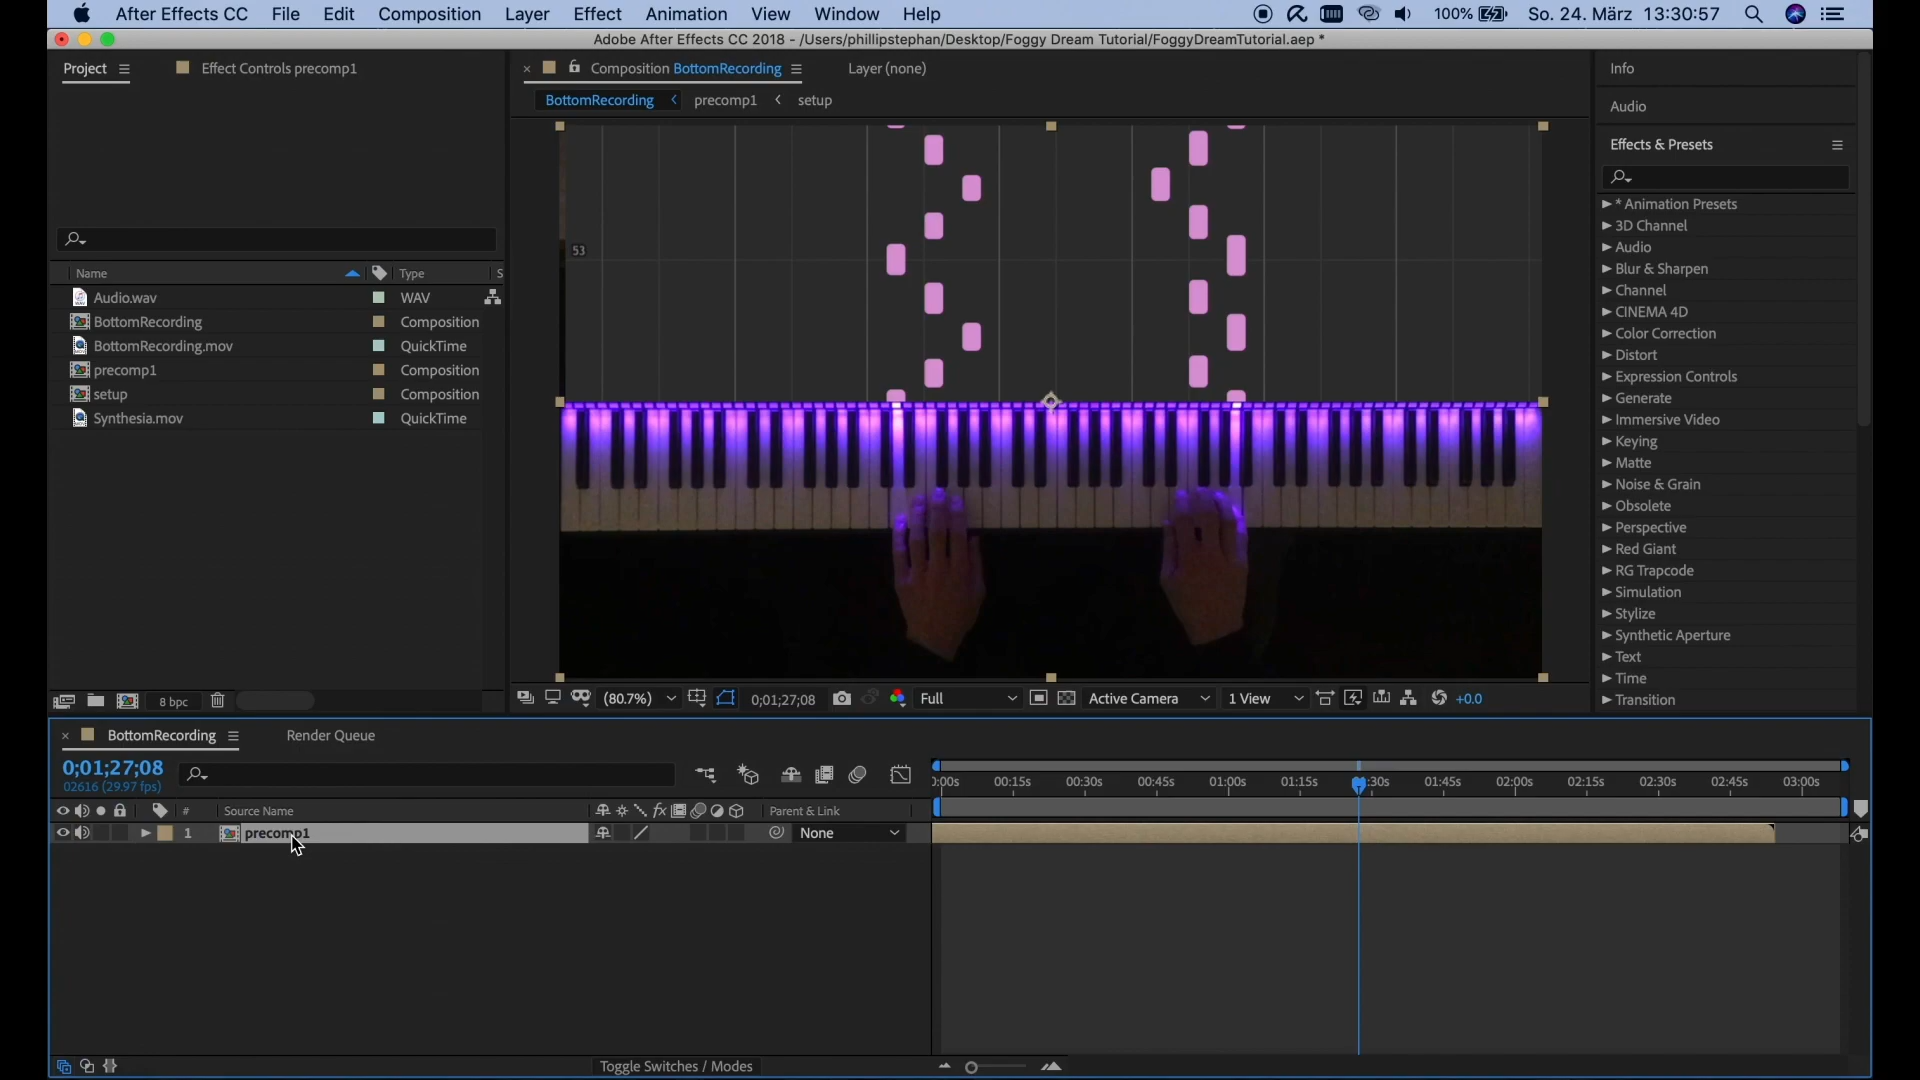 After Effects CC File Edit Composition Layer Effect Animation View Window Help 100% So. 24. März 13:30:57
Adobe After Effects CC 2018 - /Users/phillipstephan/Desktop/Foggy Dream Tutorial/FoggyDreamTutorial.aep *
Project Effect Controls precomp1
Composition BottomRecording Layer (none)
BottomRecording precomp1 setup
53
Name Type S
Audio.wav WAV
BottomRecording Composition
BottomRecording.mov QuickTime
precomp1 Composition
setup Composition
Synthesia.mov QuickTime
8 bpc
(80.7%) 0;01;27;08 Full Active Camera 1 View +0.0
Info
Audio
Effects & Presets
* Animation Presets
3D Channel
Audio
Blur & Sharpen
Channel
CINEMA 4D
Color Correction
Distort
Expression Controls
Generate
Immersive Video
Keying
Matte
Noise & Grain
Obsolete
Perspective
Red Giant
RG Trapcode
Simulation
Stylize
Synthetic Aperture
Text
Time
Transition
BottomRecording Render Queue
0;01;27;08
02616 (29.97 fps)
:00s 00:15s 00:30s 00:45s 01:00s 01:15s :30s 01:45s 02:00s 02:15s 02:30s 02:45s 03:00s
# Source Name fx Parent & Link
1 precomp1 None
Toggle Switches / Modes